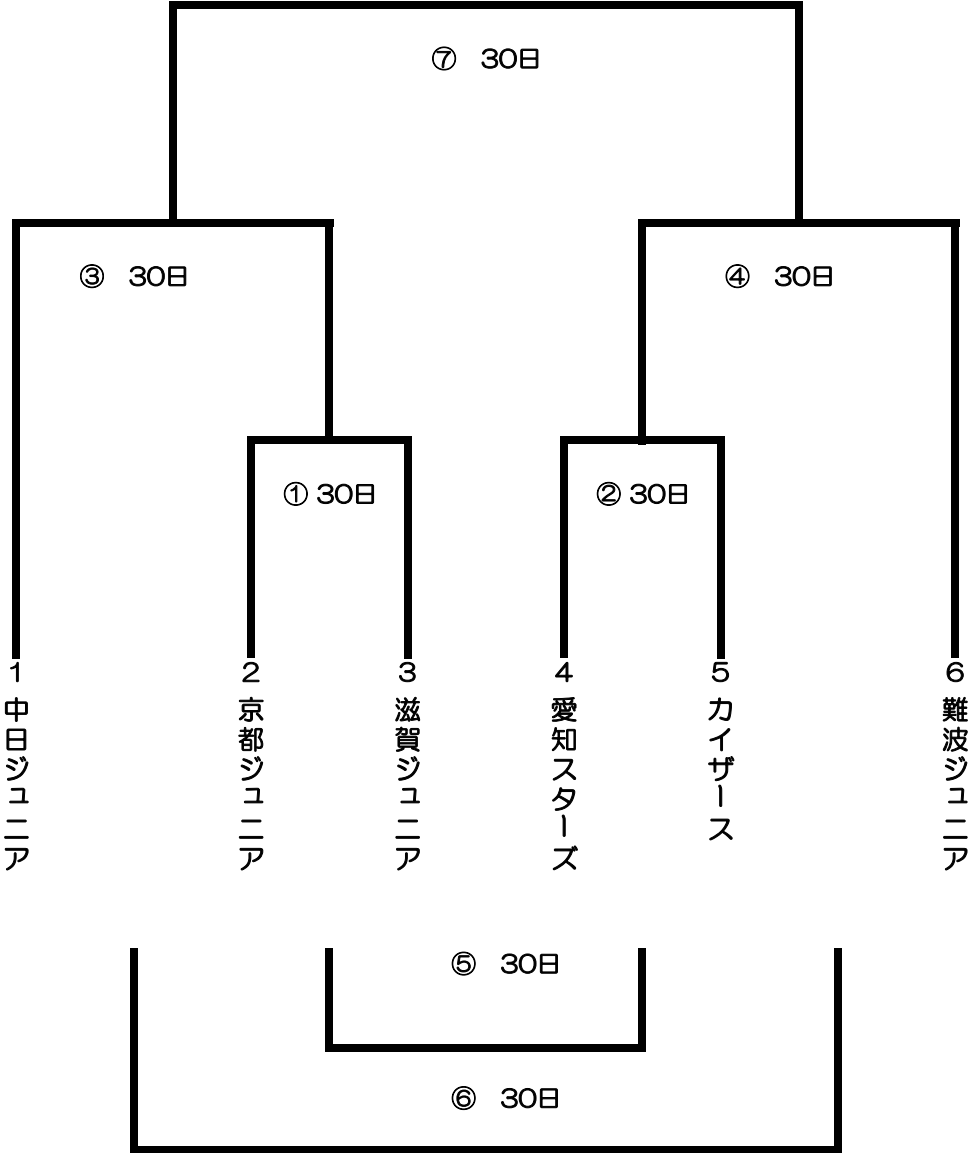 ⑦ 30日
③ 30日
④ 30日
① 30日
② 30日
1 中日ジュニア
2 京都ジュニア
3 滋賀ジュニア
4 愛知スターズ
5 カイザース
6 難波ジュニア
⑤ 30日
⑥ 30日